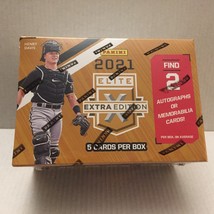 PANINI
2021
ELITE
X
EXTRA EDITION
5 CARDS PER BOX
FIND
2
AUTOGRAPHS
OR
MEMORABILIA
CARDS!